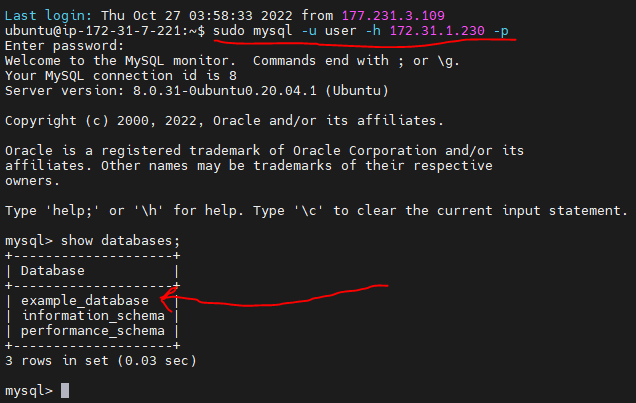 Last login: Thu Oct 27 03:58:33 2022 from 177.231.3.109
ubuntu@ip-172-31-7-221:~$ sudo mysql -u user -h 172.31.1.230 -p
Enter password:
Welcome to the MySQL monitor.  Commands end with ; or \g.
Your MySQL connection id is 8
Server version: 8.0.31-0ubuntu0.20.04.1 (Ubuntu)

Copyright (c) 2000, 2022, Oracle and/or its affiliates.

Oracle is a registered trademark of Oracle Corporation and/or its
affiliates. Other names may be trademarks of their respective
owners.

Type 'help;' or '\h' for help. Type '\c' to clear the current input statement.

mysql> show databases;
+--------------------+
| Database           |
+--------------------+
| example_database   |
| information_schema |
| performance_schema |
+--------------------+
3 rows in set (0.03 sec)

mysql>